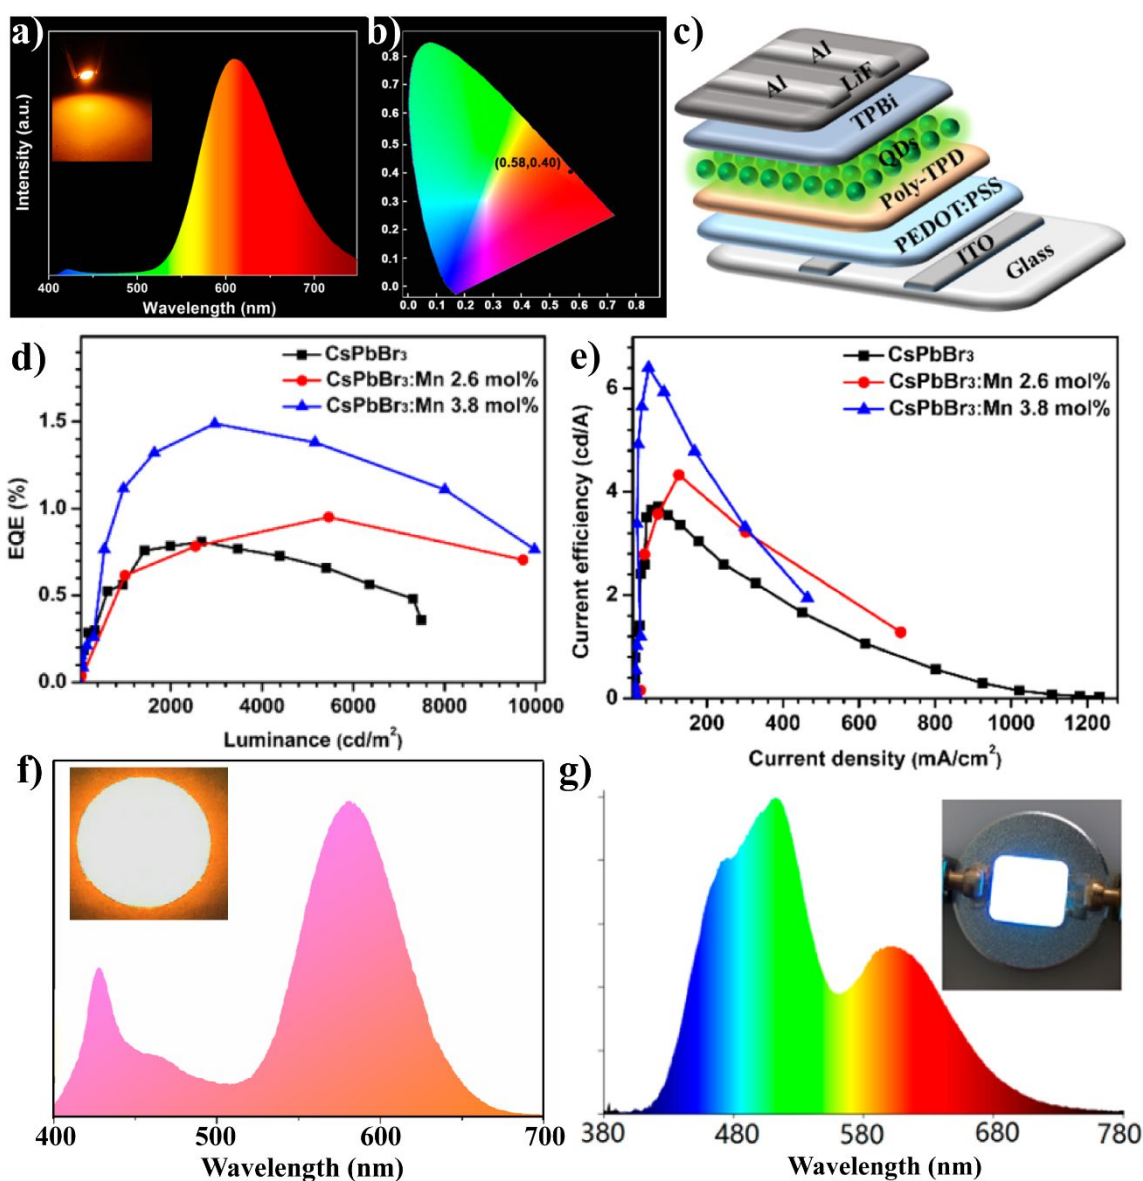 a)
Intensity (a.u.)
400 500 600 700
Wavelength (nm)
b)
0.8
0.7
0.6
0.5
0.4
0.3
0.2
0.1
0.0
(0.58,0.40)
0.0 0.1 0.2 0.3 0.4 0.5 0.6 0.7 0.8
c)
Al
Al
LiF
TPBi
QDs
Poly-TPD
PEDOT:PSS
ITO
Glass
d)
CsPbBr₃
CsPbBr₃:Mn 2.6 mol%
CsPbBr₃:Mn 3.8 mol%
EQE (%)
1.5
1.0
0.5
0.0
2000 4000 6000 8000 10000
Luminance (cd/m²)
e)
CsPbBr₃
CsPbBr₃:Mn 2.6 mol%
CsPbBr₃:Mn 3.8 mol%
Current efficiency (cd/A)
6
4
2
0
200 400 600 800 1000 1200
Current density (mA/cm²)
f)
400 500 600 700
Wavelength (nm)
g)
380 480 580 680 780
Wavelength (nm)